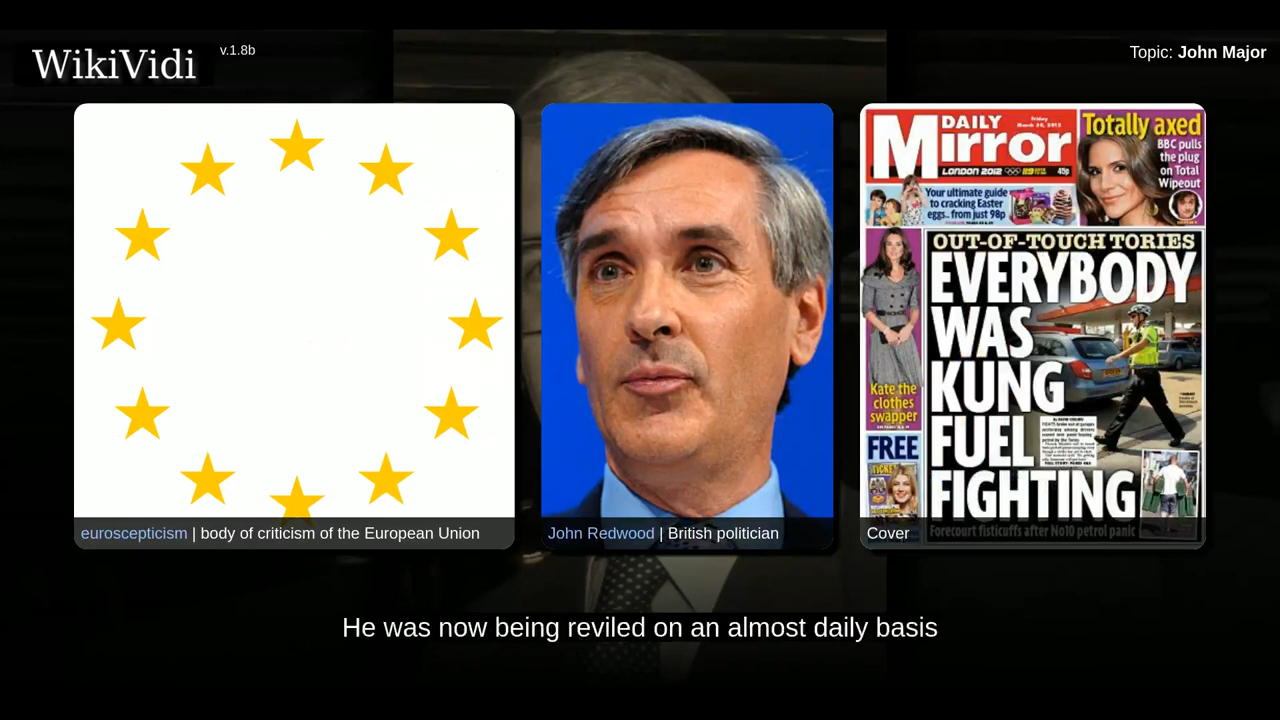 WikiVidi
v.1.8b
Topic: John Major
DAILY
Mirror
LONDON 2012
45p
Totally axed
BBC pulls
the plug
on Total
Wipeout
Your ultimate guide
to cracking Easter
eggs.. from just 98p
OUT-OF-TOUCH TORIES
EVERYBODY
WAS
KUNG
FUEL
FIGHTING
Kate the
clothes
swapper
FREE
Forecourt fisticuffs after No10 petrol panic
euroscepticism | body of criticism of the European Union
John Redwood | British politician
Cover
He was now being reviled on an almost daily basis